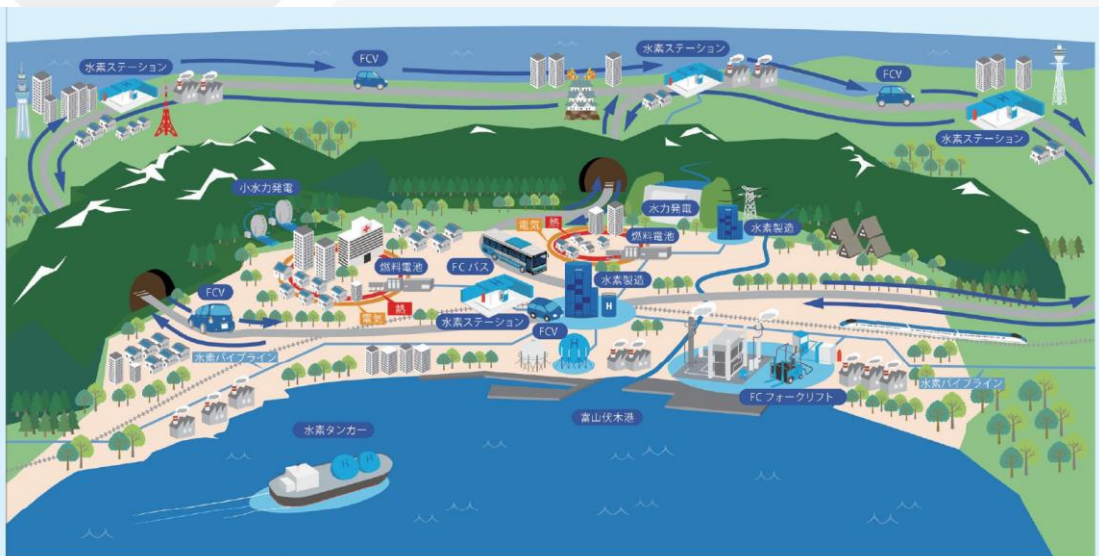 水素ステーション
FCV
水素ステーション
FCV
水素ステーション
小水力発電
水力発電
電気
熱
燃料電池
水素製造
燃料電池
FCバス
水素製造
FCV
熱
電気
水素ステーション
FCV
水素パイプライン
水素パイプライン
FCフォークリフト
富山伏木港
水素タンカー
H
H
H
H